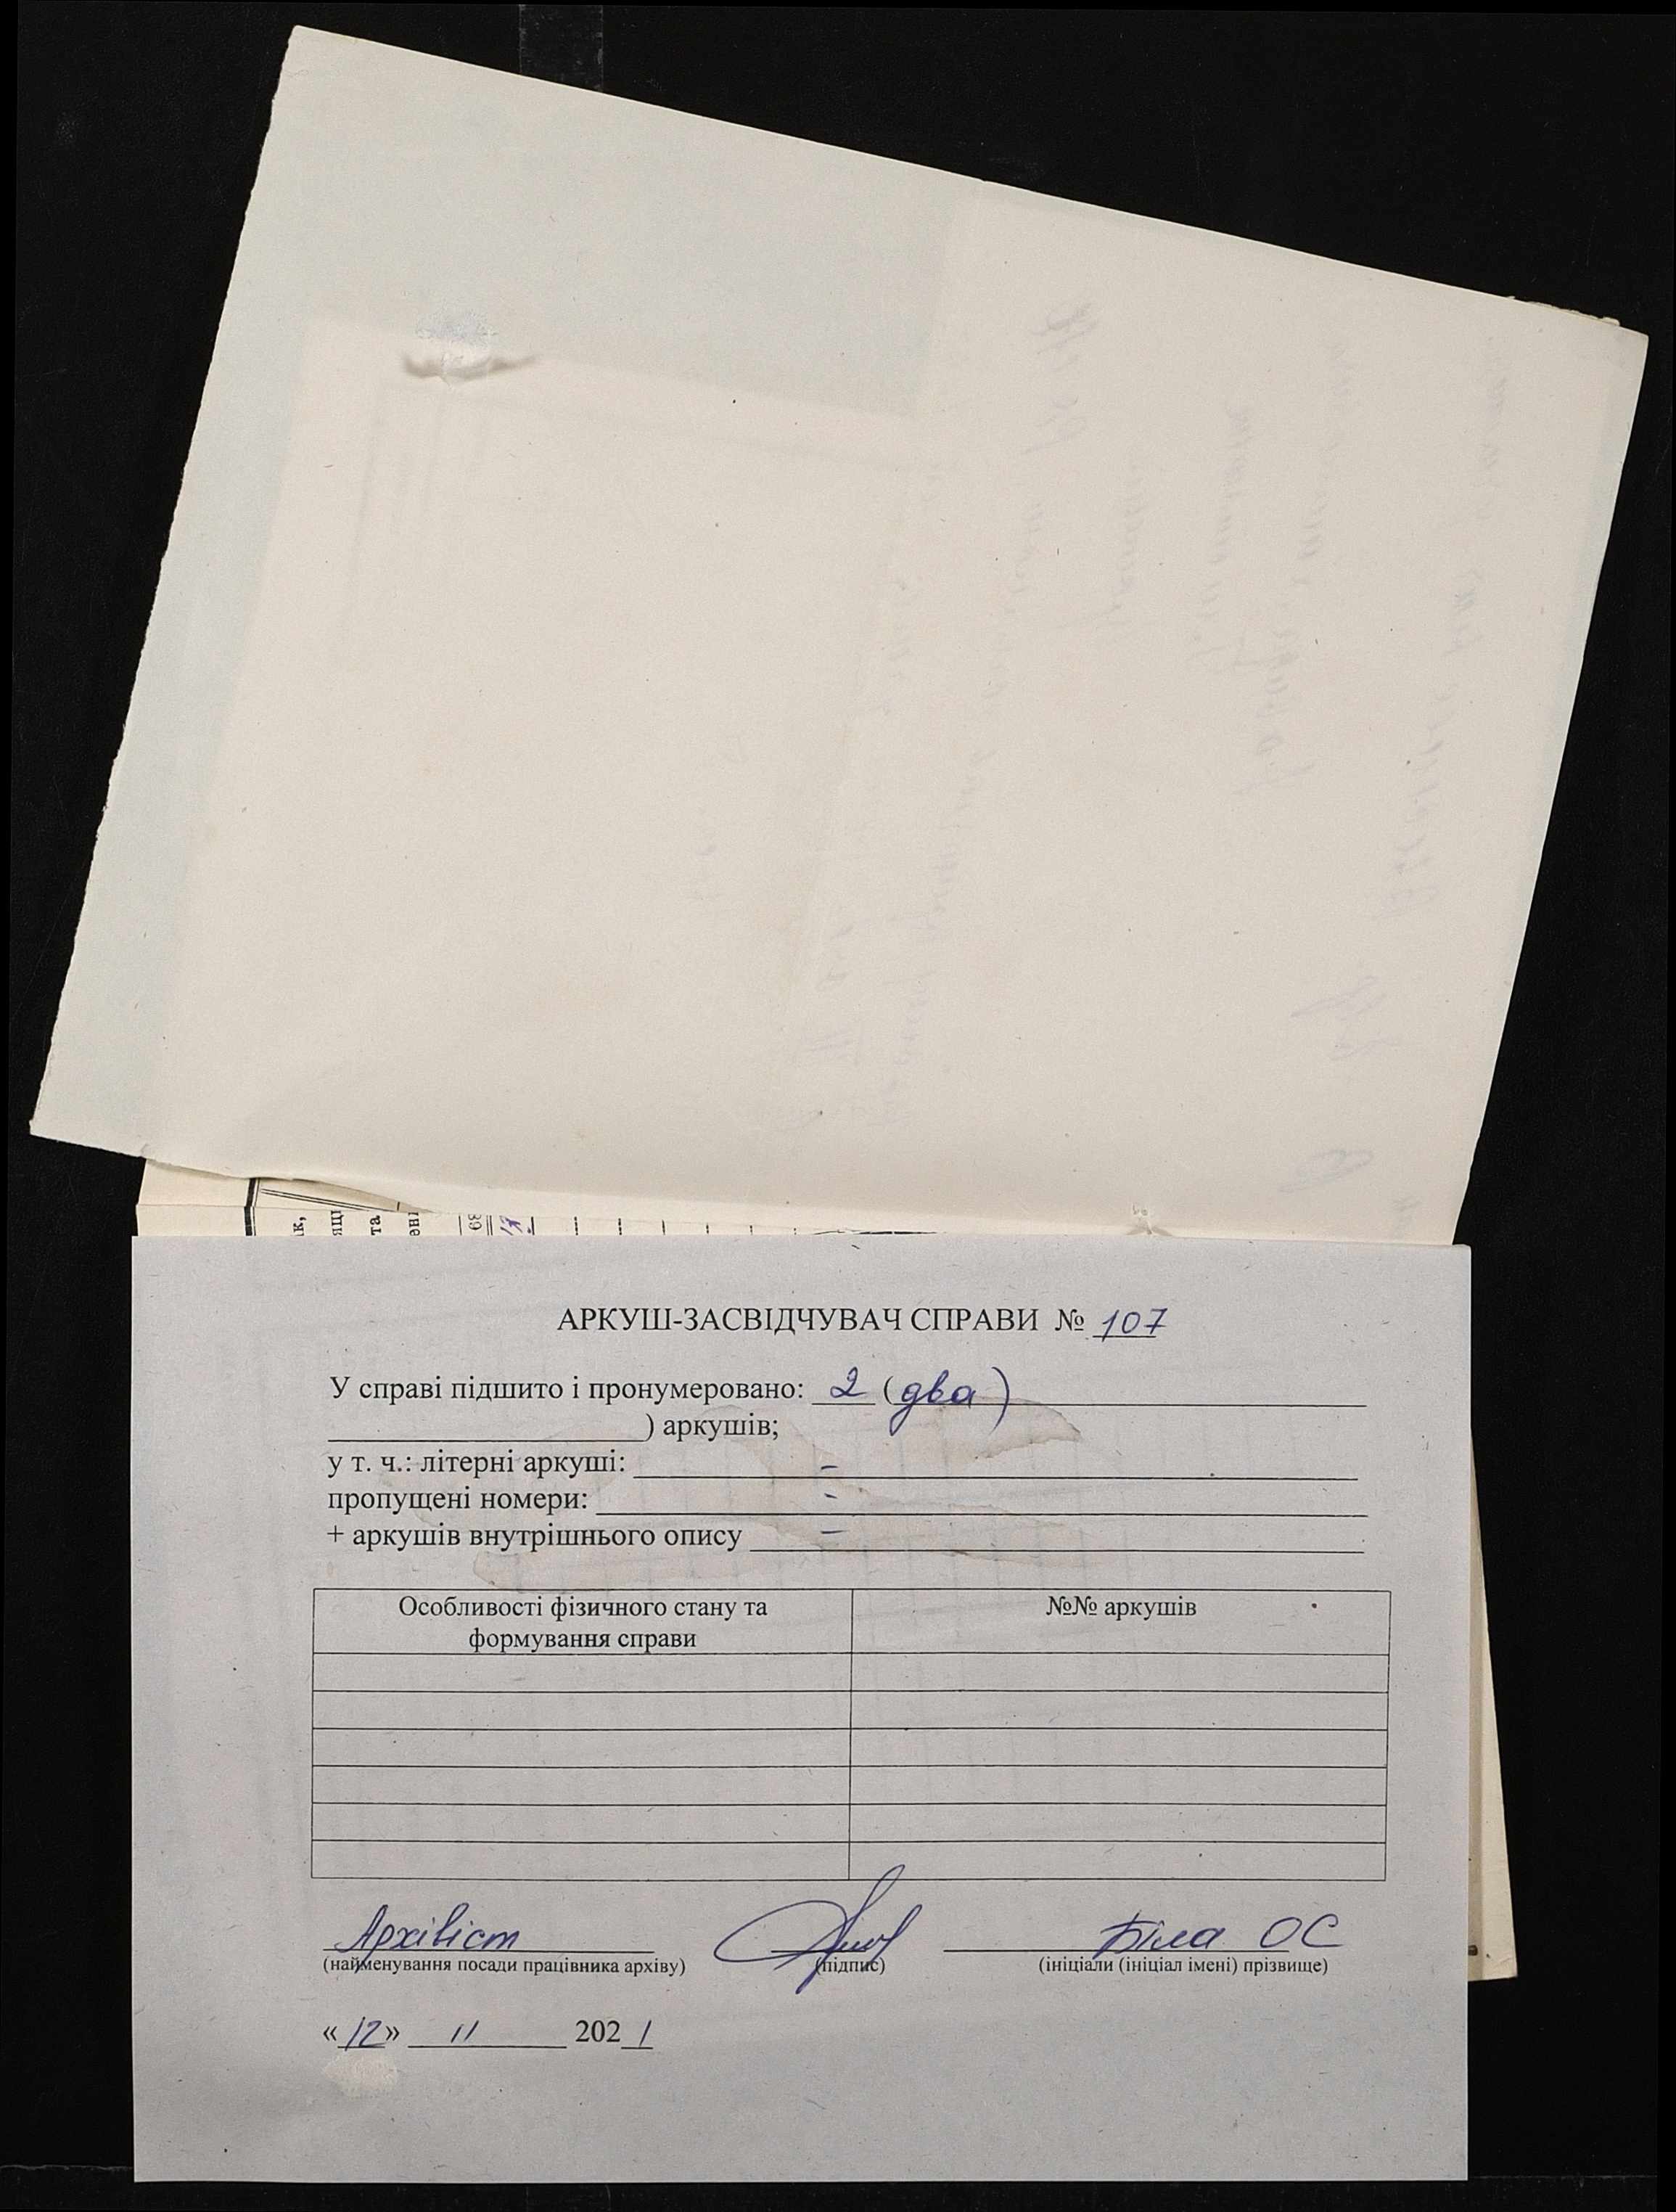 АРКУШ-ЗАСВІДЧУВАЧ СПРАВИ № 107
У справі підшито і пронумеровано: 2 (два)
) аркушів;
у т. ч.: літерні аркуші: –
пропущені номери: -
+ аркушів внутрішнього опису –
Особливості фізичного стану та формування справи
№№ аркушів
Архівіст
Біла ОС
(найменування посади працівника архіву) (підпис) (ініціали (ініціал імені) прізвище)
«12» 11 2021